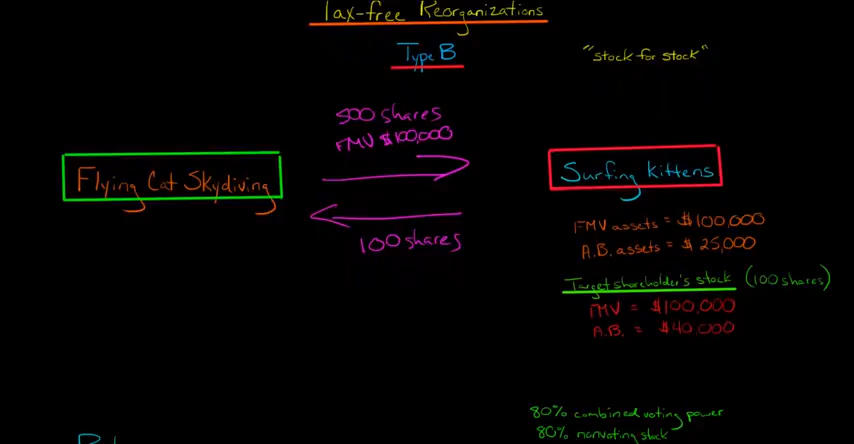 Tax-free Reorganizations
Type B
"stock for stock"
500 shares
FMV $100,000
Flying Cat Skydiving
Surfing Kittens
100 shares
FMV assets = $100,000
A.B. assets = $25,000
Target shareholder's stock (100 shares)
FMV = $100,000
A.B. = $40,000
80% combined voting power
80% nonvoting stock